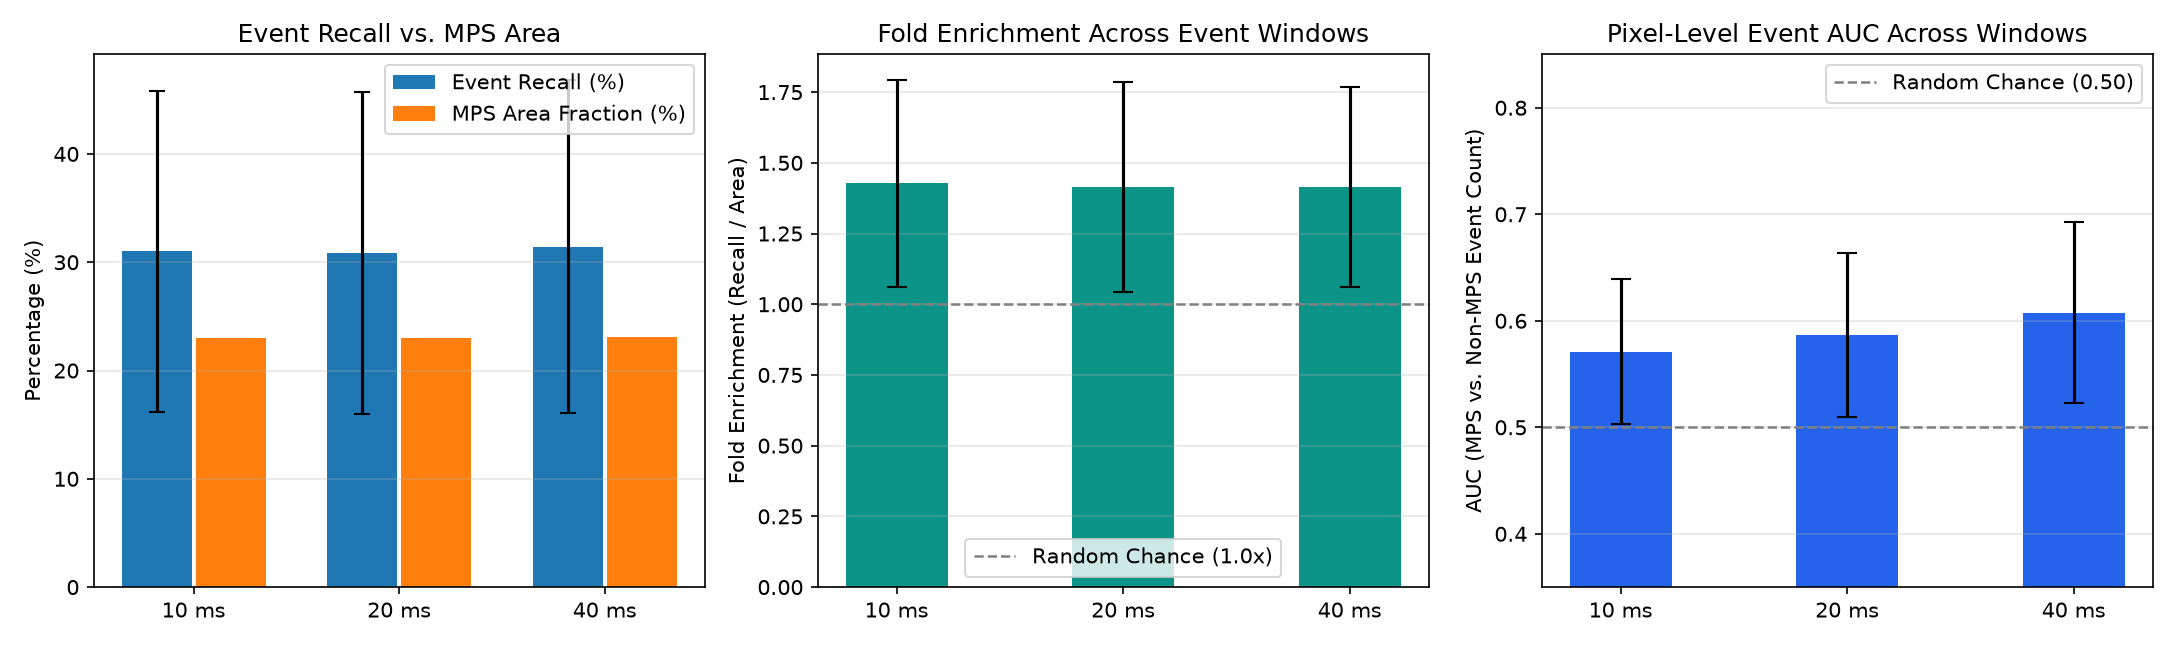 Event Recall vs. MPS Area
Event Recall (%)
MPS Area Fraction (%)
Percentage (%)
40
30
20
10
0
10 ms
20 ms
40 ms
Fold Enrichment Across Event Windows
Fold Enrichment (Recall / Area)
1.75
1.50
1.25
1.00
0.75
0.50
0.25
0.00
Random Chance (1.0x)
10 ms
20 ms
40 ms
Pixel-Level Event AUC Across Windows
Random Chance (0.50)
AUC (MPS vs. Non-MPS Event Count)
0.8
0.7
0.6
0.5
0.4
10 ms
20 ms
40 ms